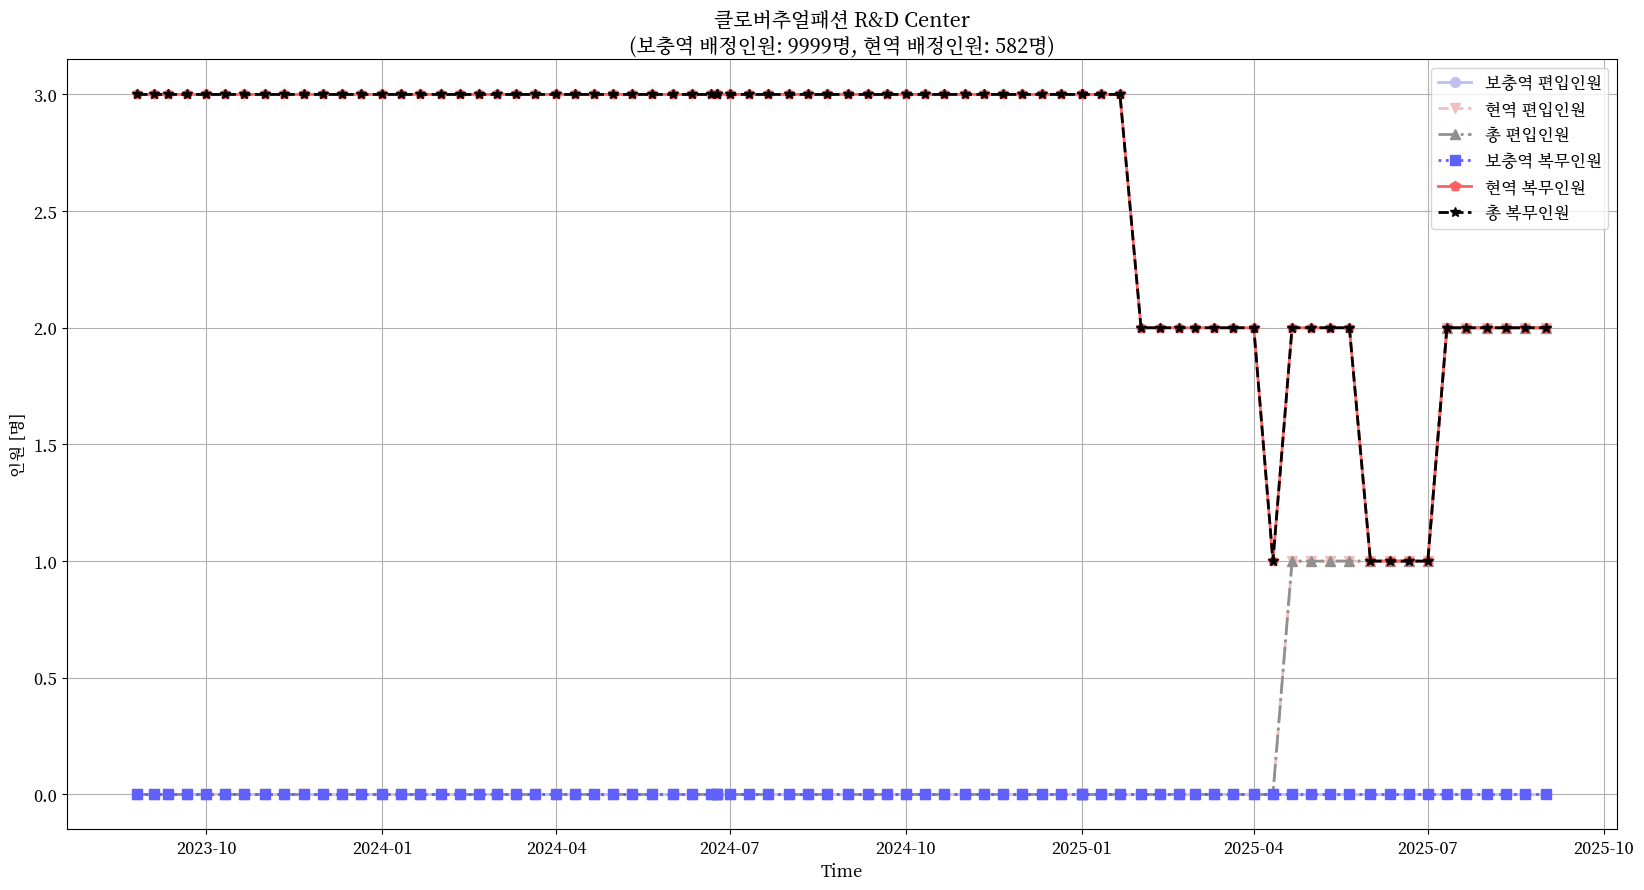 클로버추얼패션 R&D Center
(보충역 배정인원: 9999명, 현역 배정인원: 582명)
보충역 편입인원
현역 편입인원
총 편입인원
보충역 복무인원
현역 복무인원
총 복무인원
인원 [명]
3.0
2.5
2.0
1.5
1.0
0.5
0.0
2023-10
2024-01
2024-04
2024-07
2024-10
2025-01
2025-04
2025-07
2025-10
Time